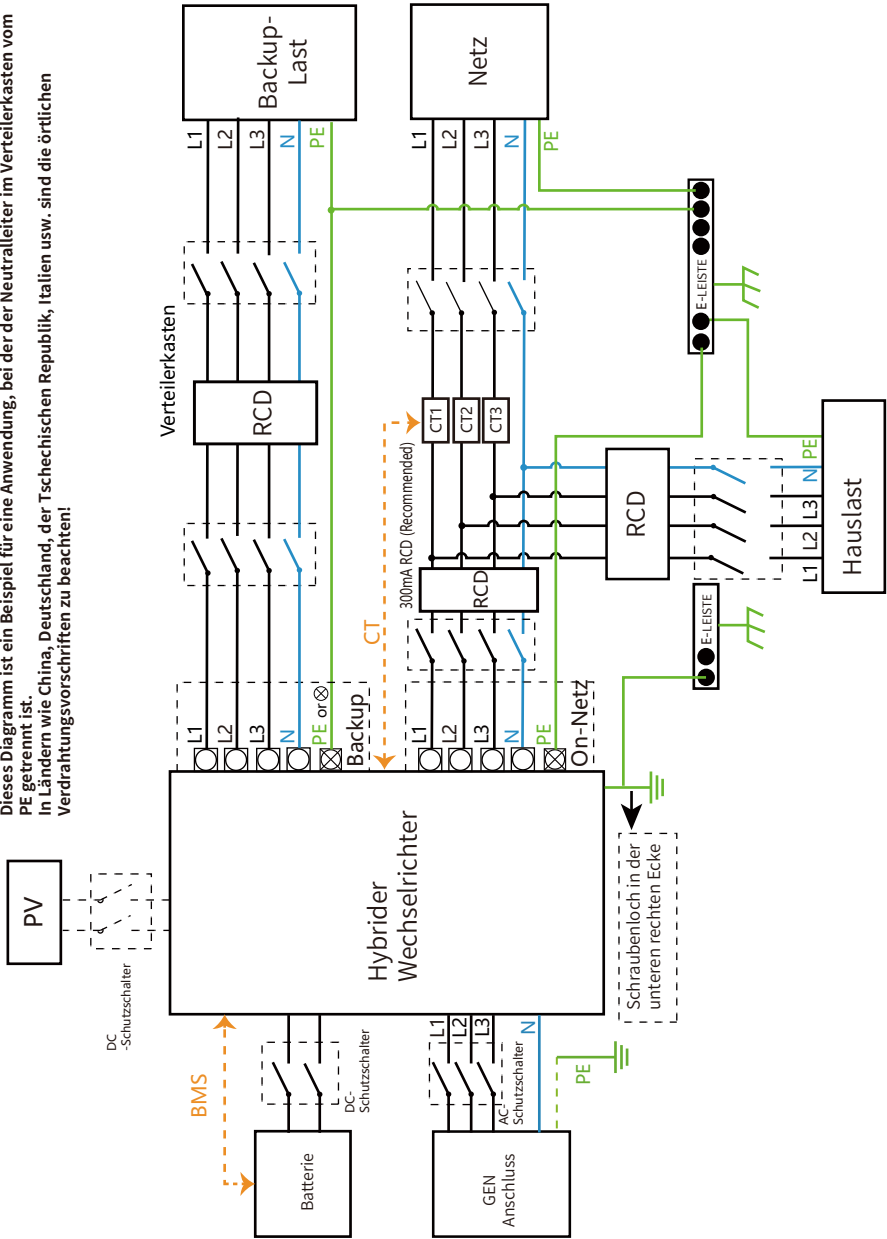 Dieses Diagramm ist ein Beispiel für eine Anwendung, bei der der Neutralleiter im Verteilerkasten vom
PE getrennt ist.
In Ländern wie China, Deutschland, der Tschechischen Republik, Italien usw. sind die örtlichen
Verdrahtungsvorschriften zu beachten!
PV
DC
-Schutzschalter
BMS
Batterie
DC-
Schutzschalter
GEN
Anschluss
AC-
Schutzschalter
L1
L2
L3
N
PE
Hybrider
Wechselrichter
Schraubenloch in der
unteren rechten Ecke
L1
L2
L3
N
PE or
Backup
Verteilerkasten
RCD
L1
L2
L3
N
PE
Backup-
Last
CT
L1
L2
L3
N
PE
On-Netz
300mA RCD (Recommended)
RCD
CT1
CT2
CT3
L1
L2
L3
N
PE
Netz
RCD
E-LEISTE
E-LEISTE
L1
L2
L3
N
PE
Hauslast